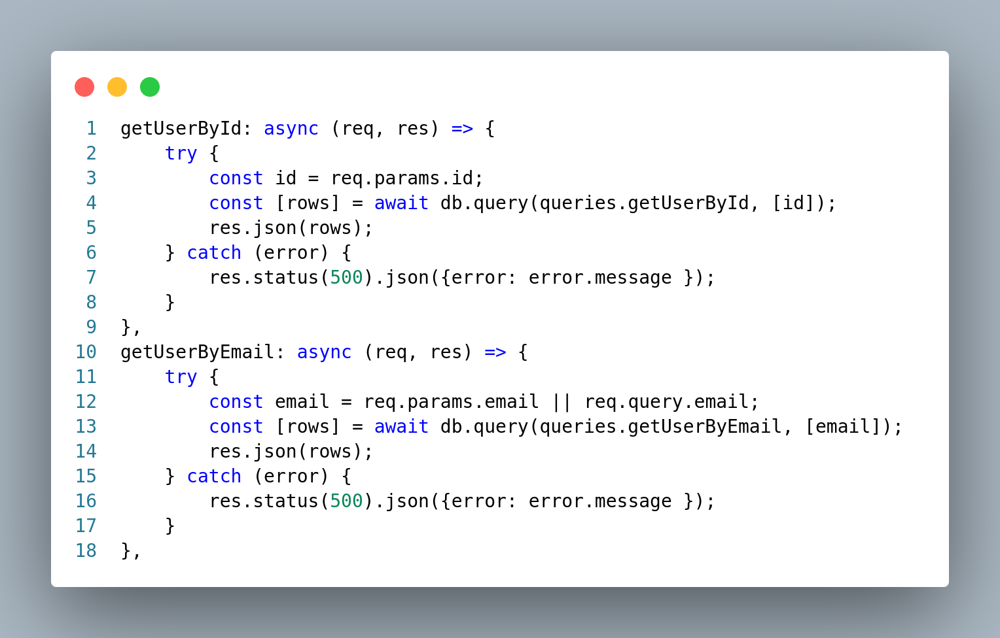 1 getUserById: async (req, res) => {
2     try {
3         const id = req.params.id;
4         const [rows] = await db.query(queries.getUserById, [id]);
5         res.json(rows);
6     } catch (error) {
7         res.status(500).json({error: error.message });
8     }
9 },
10 getUserByEmail: async (req, res) => {
11     try {
12         const email = req.params.email || req.query.email;
13         const [rows] = await db.query(queries.getUserByEmail, [email]);
14         res.json(rows);
15     } catch (error) {
16         res.status(500).json({error: error.message });
17     }
18 },